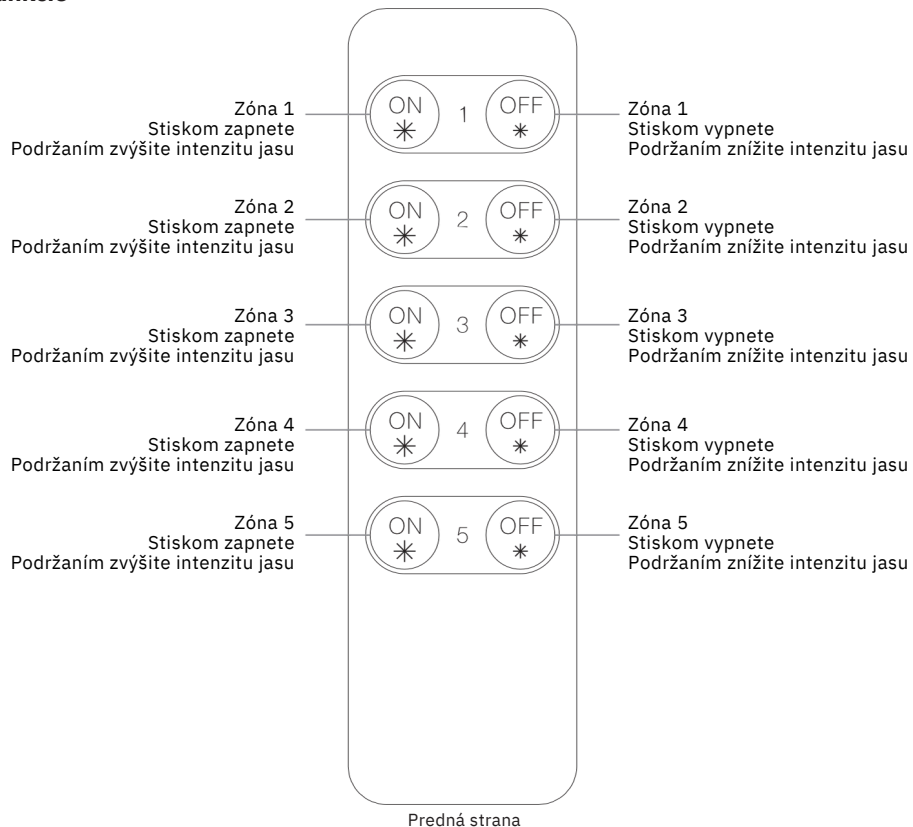 Zóna 1
Stiskom zapnete
Podržaním zvýšite intenzitu jasu
ON
1
OFF
Zóna 1
Stiskom vypnete
Podržaním znížite intenzitu jasu
Zóna 2
Stiskom zapnete
Podržaním zvýšite intenzitu jasu
ON
2
OFF
Zóna 2
Stiskom vypnete
Podržaním znížite intenzitu jasu
Zóna 3
Stiskom zapnete
Podržaním zvýšite intenzitu jasu
ON
3
OFF
Zóna 3
Stiskom vypnete
Podržaním znížite intenzitu jasu
Zóna 4
Stiskom zapnete
Podržaním zvýšite intenzitu jasu
ON
4
OFF
Zóna 4
Stiskom vypnete
Podržaním znížite intenzitu jasu
Zóna 5
Stiskom zapnete
Podržaním zvýšite intenzitu jasu
ON
5
OFF
Zóna 5
Stiskom vypnete
Podržaním znížite intenzitu jasu
Predná strana